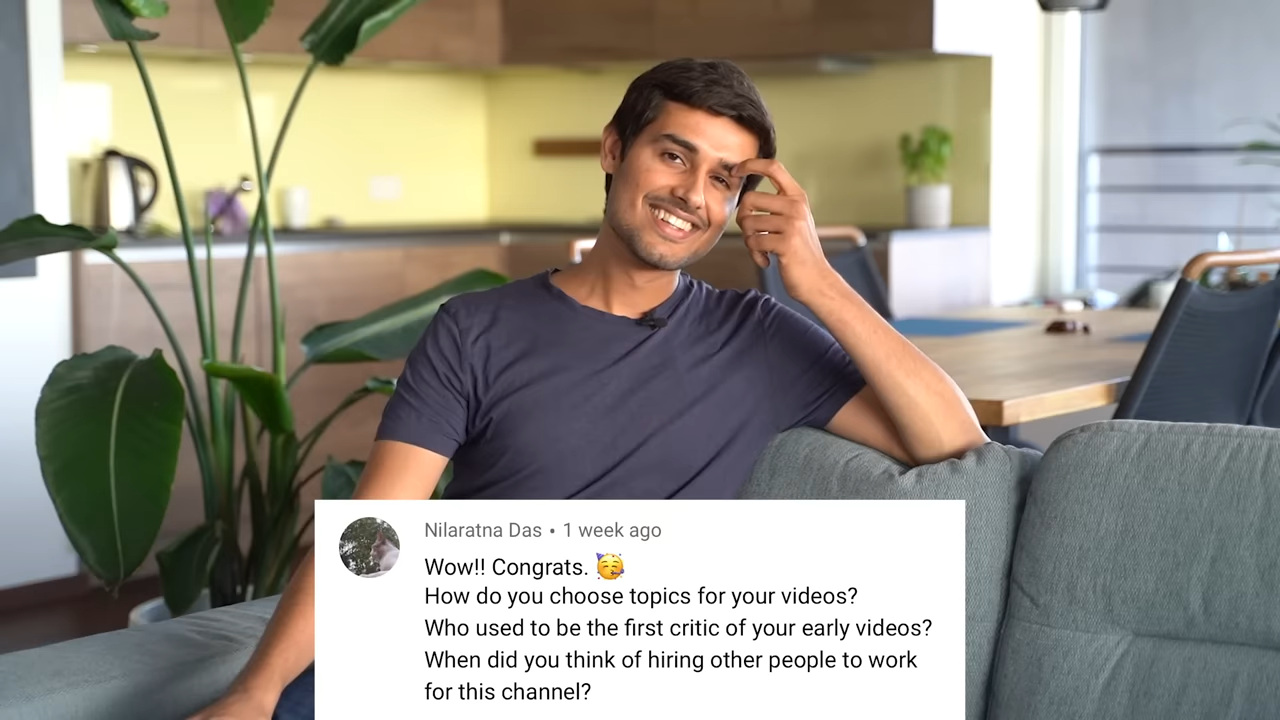 Nilaratna Das • 1 week ago
Wow!! Congrats. 🥳
How do you choose topics for your videos?
Who used to be the first critic of your early videos?
When did you think of hiring other people to work
for this channel?